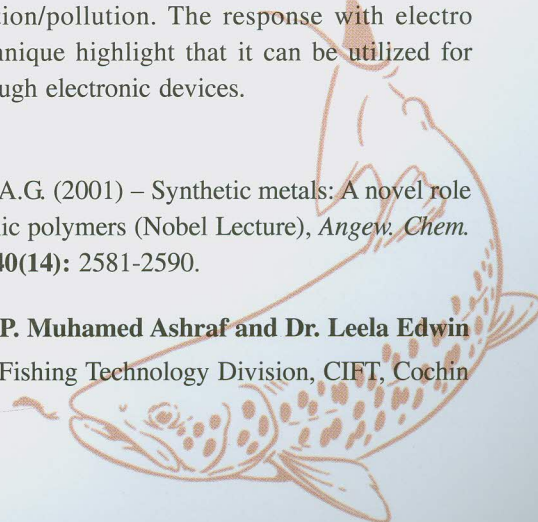 tion/pollution. The response with electro
nnique highlight that it can be utilized for
ugh electronic devices.
A.G. (2001) – Synthetic metals: A novel role
ic polymers (Nobel Lecture), Angew. Chem.
40(14): 2581-2590.
P. Muhamed Ashraf and Dr. Leela Edwin
Fishing Technology Division, CIFT, Cochin